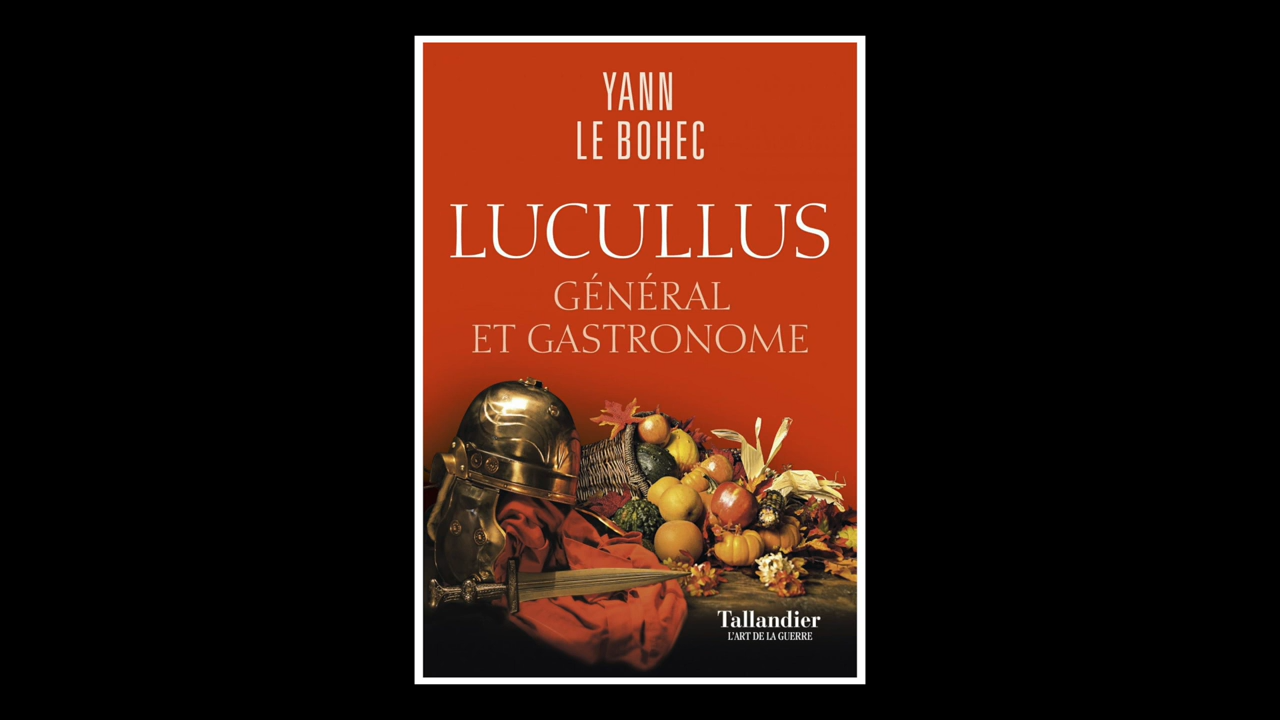 YANN
LE BOHEC
LUCULLUS
GÉNÉRAL
ET GASTRONOME
Tallandier
L'ART DE LA GUERRE